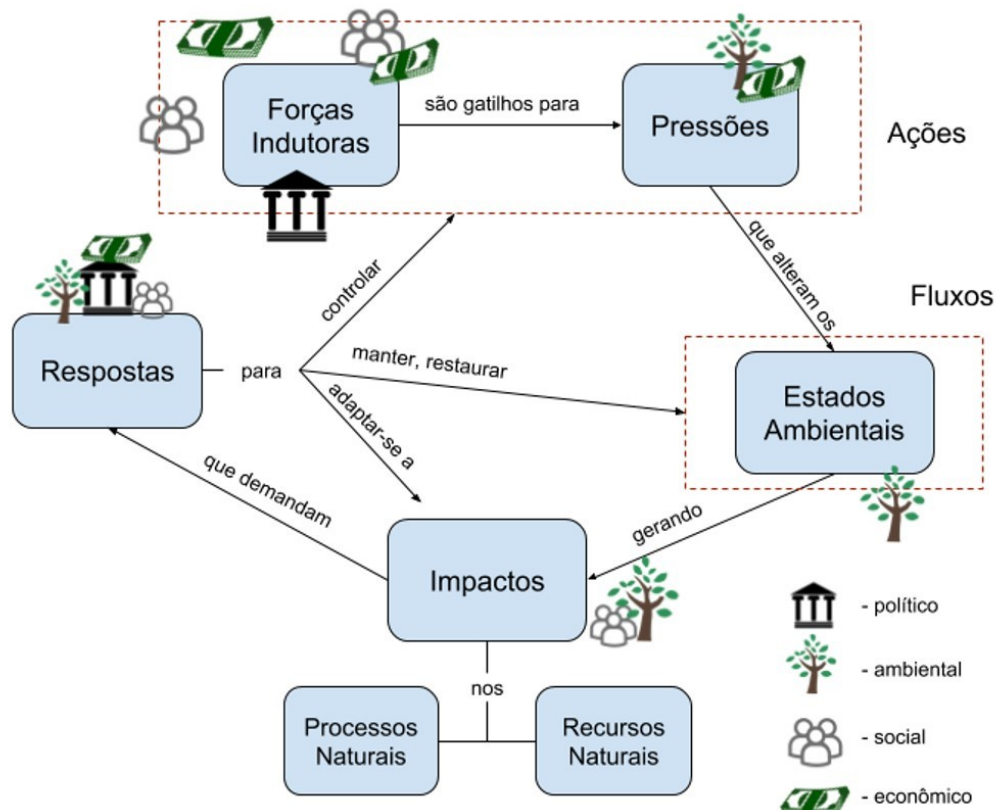 Forças
Indutoras
são gatilhos para
Pressões
Ações
que alteram os
Fluxos
Estados
Ambientais
gerando
Impactos
nos
Processos
Naturais
Recursos
Naturais
que demandam
Respostas
para
controlar
manter, restaurar
adaptar-se a
- político
- ambiental
- social
- econômico